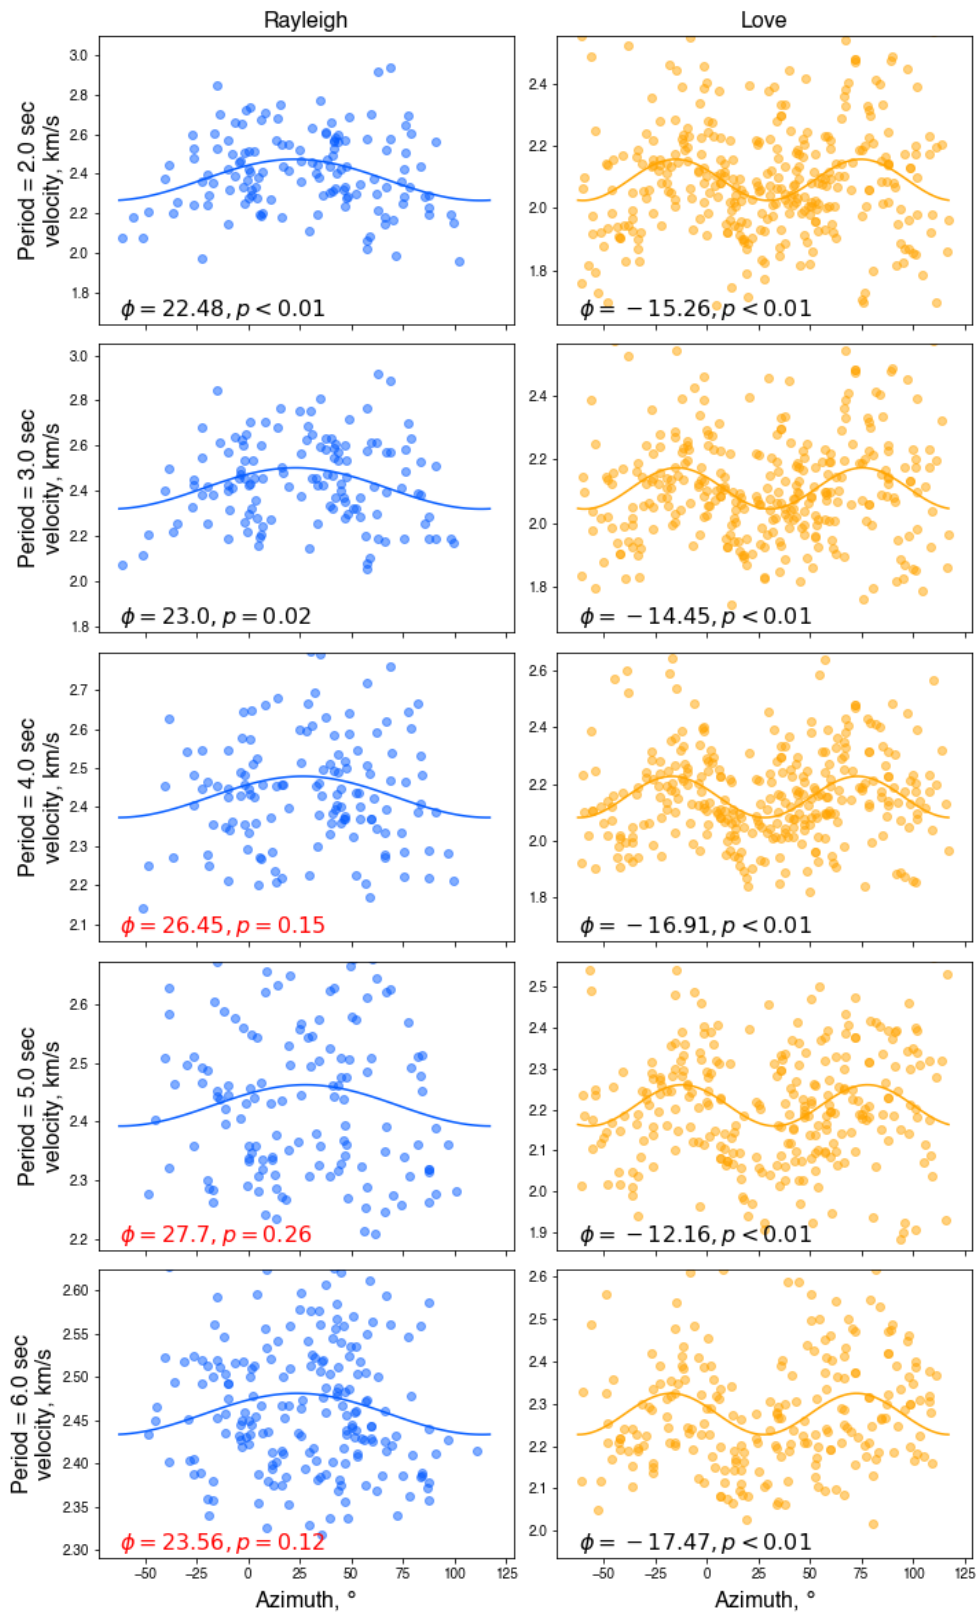 Rayleigh
Love
Period = 2.0 sec
velocity, km/s
3.0
2.8
2.6
2.4
2.2
2.0
1.8
ϕ = 22.48, p < 0.01
2.4
2.2
2.0
1.8
ϕ = −15.26, p < 0.01
Period = 3.0 sec
velocity, km/s
3.0
2.8
2.6
2.4
2.2
2.0
1.8
ϕ = 23.0, p = 0.02
2.4
2.2
2.0
1.8
ϕ = −14.45, p < 0.01
Period = 4.0 sec
velocity, km/s
2.7
2.6
2.5
2.4
2.3
2.2
2.1
ϕ = 26.45, p = 0.15
2.6
2.4
2.2
2.0
1.8
ϕ = −16.91, p < 0.01
Period = 5.0 sec
velocity, km/s
2.6
2.5
2.4
2.3
2.2
ϕ = 27.7, p = 0.26
2.5
2.4
2.3
2.2
2.1
2.0
1.9
ϕ = −12.16, p < 0.01
Period = 6.0 sec
velocity, km/s
2.60
2.55
2.50
2.45
2.40
2.35
2.30
ϕ = 23.56, p = 0.12
2.6
2.5
2.4
2.3
2.2
2.1
2.0
ϕ = −17.47, p < 0.01
−50 −25 0 25 50 75 100 125
−50 −25 0 25 50 75 100 125
Azimuth, °
Azimuth, °